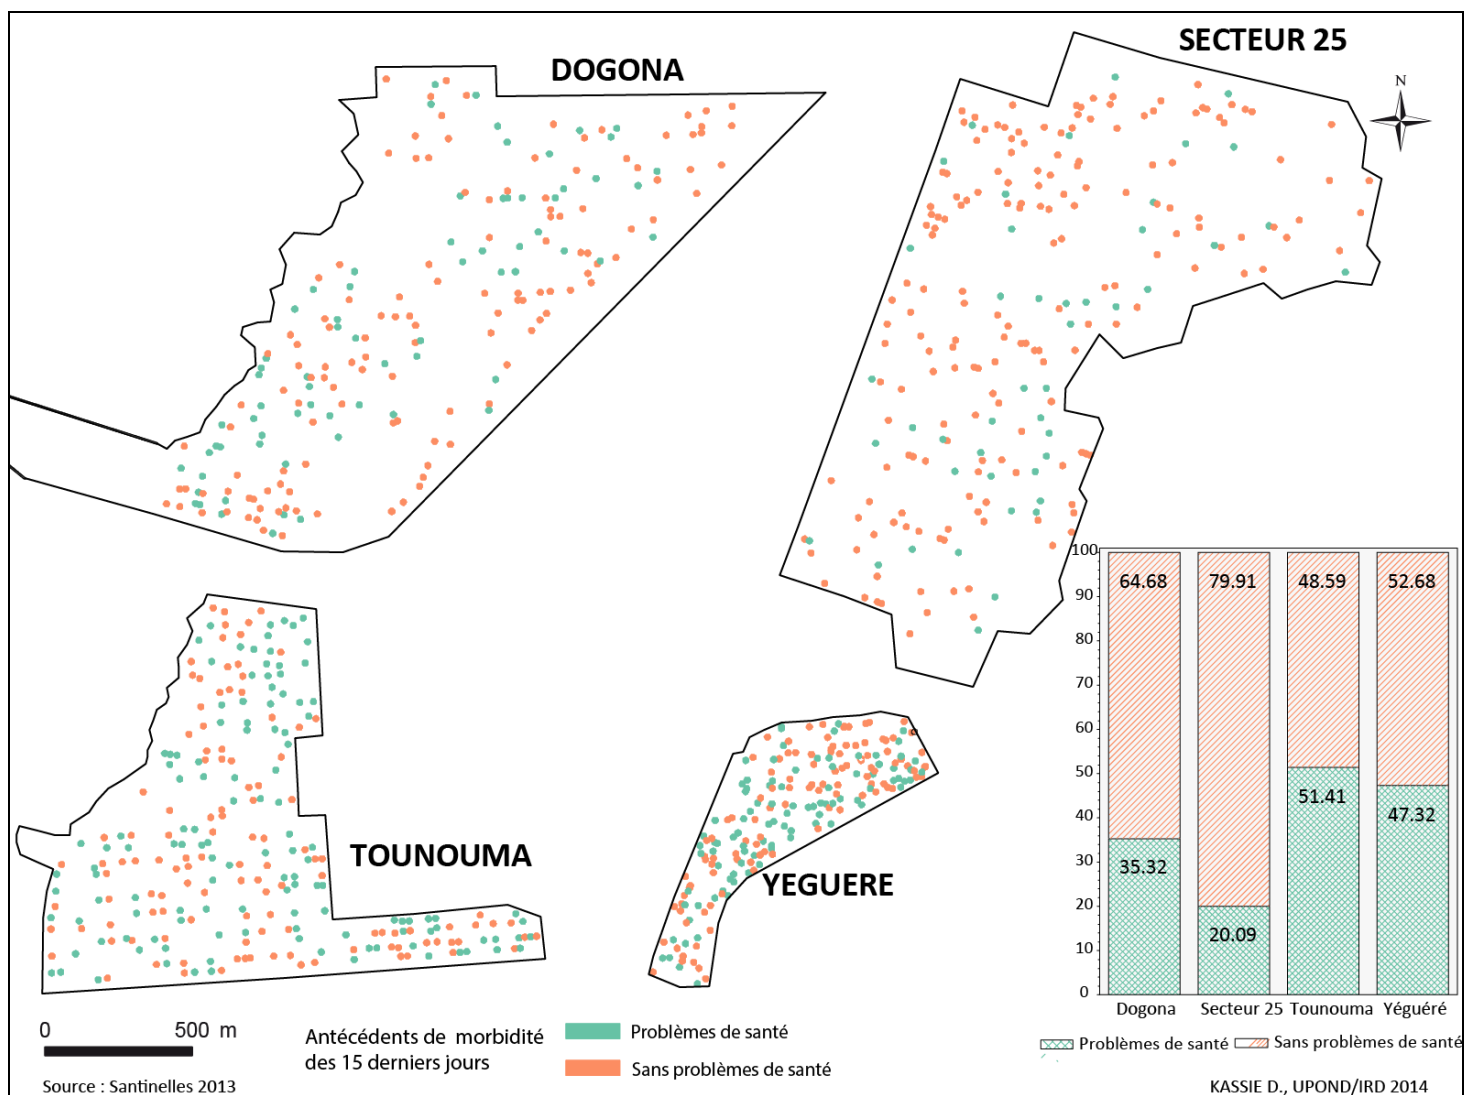 DOGONA
SECTEUR 25
N
TOUNOUMA
YEGUERE
100
90
80
70
60
50
40
30
20
10
0
64.68
79.91
48.59
52.68
35.32
20.09
51.41
47.32
Dogona
Secteur 25
Tounouma
Yéguéré
Problèmes de santé
Sans problèmes de santé
0
500 m
Antécédents de morbidité
des 15 derniers jours
Problèmes de santé
Sans problèmes de santé
Source : Santinelles 2013
KASSIE D., UPOND/IRD 2014